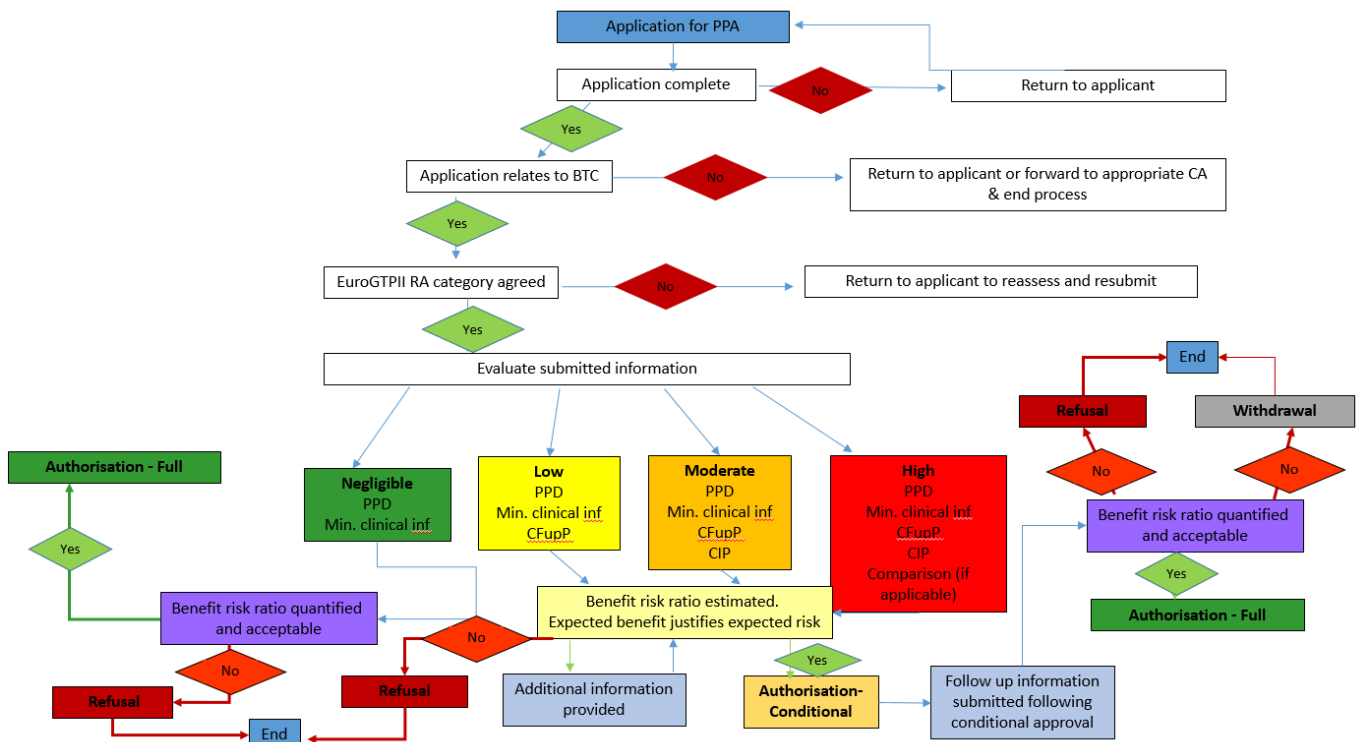 Application for PPA
Application complete
No
Return to applicant
Yes
Application relates to BTC
No
Return to applicant or forward to appropriate CA
& end process
Yes
EuroGTPII RA category agreed
No
Return to applicant to reassess and resubmit
Yes
Evaluate submitted information
Negligible
PPD
Min. clinical inf
Low
PPD
Min. clinical inf
CFupP
Moderate
PPD
Min. clinical inf
CFupP
CIP
High
PPD
Min. clinical inf
CFupP
CIP
Comparison (if
applicable)
Authorisation - Full
Yes
Benefit risk ratio quantified
and acceptable
No
Refusal
End
Benefit risk ratio estimated.
Expected benefit justifies expected risk
No
Refusal
Additional information
provided
Yes
Authorisation-
Conditional
Follow up information
submitted following
conditional approval
Benefit risk ratio quantified
and acceptable
No
Refusal
No
Withdrawal
End
Yes
Authorisation - Full